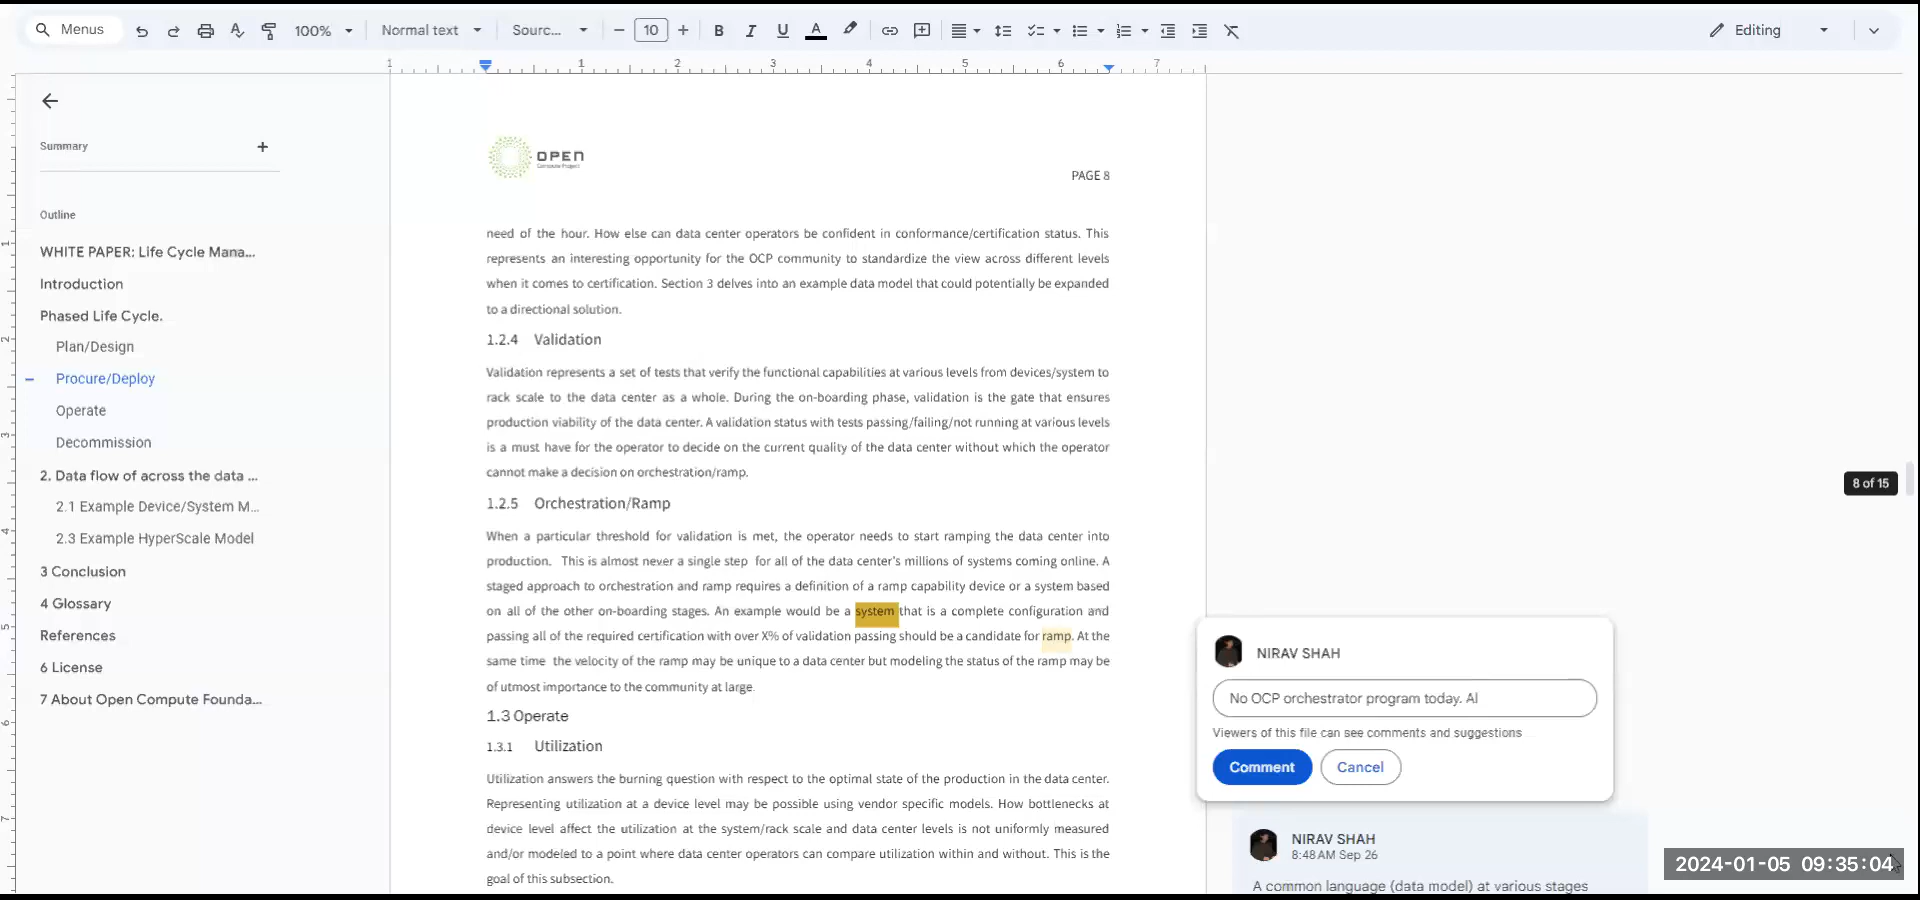 Menus
100%
Normal text
Sourc...
10
Editing
1 1 2 3 4 5 6 7
Summary
Outline
WHITE PAPER: Life Cycle Mana...
Introduction
Phased Life Cycle.
Plan/Design
Procure/Deploy
Operate
Decommission
2. Data flow of across the data ...
2.1 Example Device/System M...
2.3 Example HyperScale Model
3 Conclusion
4 Glossary
References
6 License
7 About Open Compute Founda...
OPEN
Compute Project
PAGE 8
need of the hour. How else can data center operators be confident in conformance/certification status. This
represents an interesting opportunity for the OCP community to standardize the view across different levels
when it comes to certification. Section 3 delves into an example data model that could potentially be expanded
to a directional solution.
1.2.4 Validation
Validation represents a set of tests that verify the functional capabilities at various levels from devices/system to
rack scale to the data center as a whole. During the on-boarding phase, validation is the gate that ensures
production viability of the data center. A validation status with tests passing/failing/not running at various levels
is a must have for the operator to decide on the current quality of the data center without which the operator
cannot make a decision on orchestration/ramp.
1.2.5 Orchestration/Ramp
When a particular threshold for validation is met, the operator needs to start ramping the data center into
production. This is almost never a single step for all of the data center's millions of systems coming online. A
staged approach to orchestration and ramp requires a definition of a ramp capability device or a system based
on all of the other on-boarding stages. An example would be a system that is a complete configuration and
passing all of the required certification with over X% of validation passing should be a candidate for ramp. At the
same time the velocity of the ramp may be unique to a data center but modeling the status of the ramp may be
of utmost importance to the community at large.
1.3 Operate
1.3.1 Utilization
Utilization answers the burning question with respect to the optimal state of the production in the data center.
Representing utilization at a device level may be possible using vendor specific models. How bottlenecks at
device level affect the utilization at the system/rack scale and data center levels is not uniformly measured
and/or modeled to a point where data center operators can compare utilization within and without. This is the
goal of this subsection.
8 of 15
NIRAV SHAH
No OCP orchestrator program today. Al
Viewers of this file can see comments and suggestions
Comment
Cancel
NIRAV SHAH
8:48 AM Sep 26
A common language (data model) at various stages
2024-01-05 09:35:04